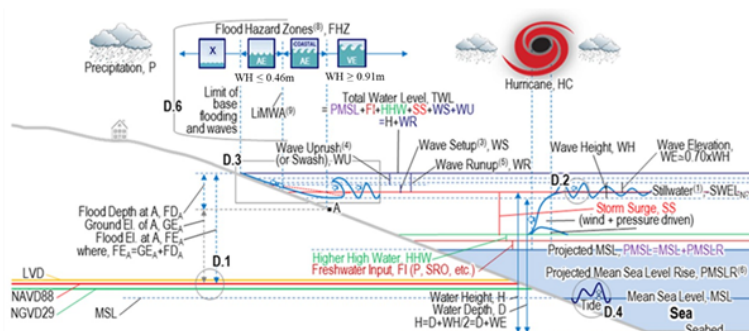 Flood Hazard Zones(8), FHZ
X
AE
COASTAL
AE
VE
WH ≤ 0.46m
WH ≥ 0.91m
Precipitation, P
Hurricane, HC
D.6
Limit of
base
flooding
and waves
LiMWA(9)
Total Water Level, TWL
= PMSL+FI+HHW+SS+WS+WU
=H+WR
Wave Uprush(4)
(or Swash), WU
Wave Setup(3), WS
Wave Runup(5), WR
Wave Height, WH
Wave Elevation,
WE≅0.70xWH
D.3
D.2
Stillwater(1),~SWEL
Storm Surge, SS
(wind + pressure driven)
A
Flood Depth at A, FDA
Ground El. of A, GEA
Flood El. at A, FEA
where, FEA=GEA+FDA
D.1
Higher High Water, HHW
Freshwater Input, FI (P, SRO, etc.)
Projected MSL, PMSL=MSL+PMSLR
Projected Mean Sea Level Rise, PMSLR(6)
LVD
NAVD88
NGVD29
MSL
Water Height, H
Water Depth, D
H=D+WH/2=D+WE
Tide
Mean Sea Level, MSL
D.4
Sea
Seabed